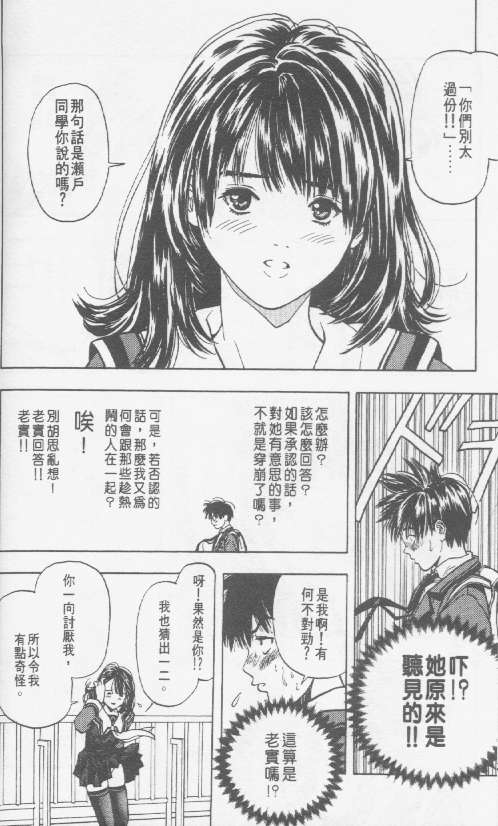 「你們別太
過份!!」……
那句話是瀨戶
同學你說的嗎?
吓!?
她原來是
聽見的!!
怎麼辦?
該怎麼回答?
如果承認的話,
對她有意思的事,
不就是穿崩了嗎?
可是,若否認的
話,那麼我又為
何會跟那些趁熱
鬧的人在一起?
唉!
別胡思亂想!
老實回答!!
老實!!
是我啊!有
何不對勁?
這算是
老實嗎!?
呀!果然是你!?
我也猜出一二。
你一向討厭我,
所以令我
有點奇怪。